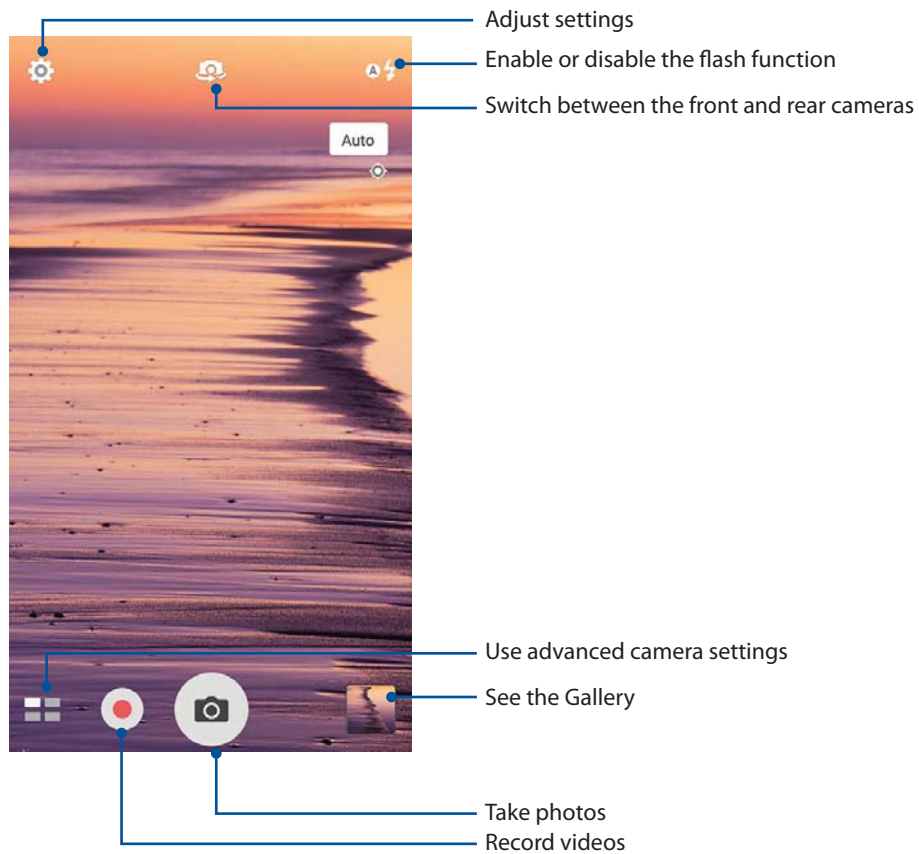 Adjust settings
Enable or disable the flash function
A
Switch between the front and rear cameras
Auto
Use advanced camera settings
See the Gallery
Take photos
Record videos